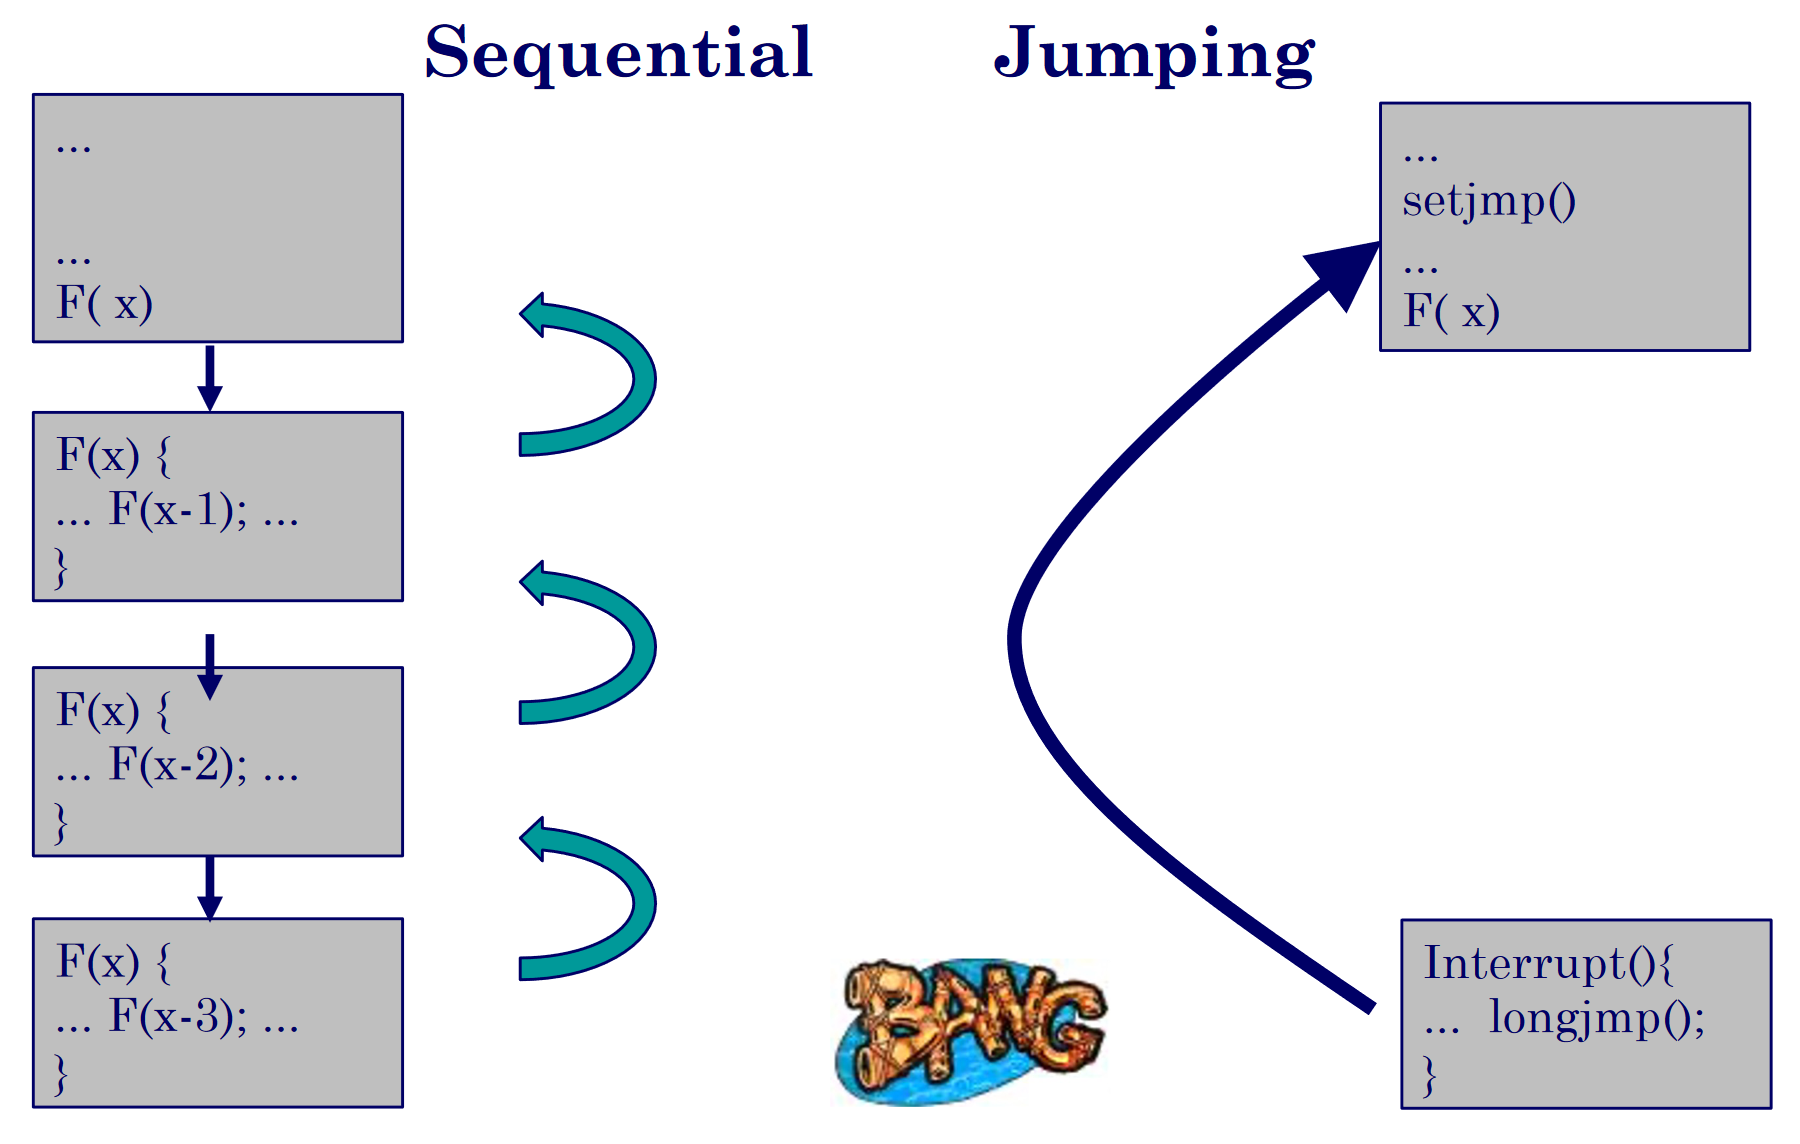 Sequential
Jumping
...
...
F( x)
F(x) {
... F(x-1); ...
}
F(x) {
... F(x-2); ...
}
F(x) {
... F(x-3); ...
}
BANG
...
setjmp()
...
F( x)
Interrupt(){
... longjmp();
}